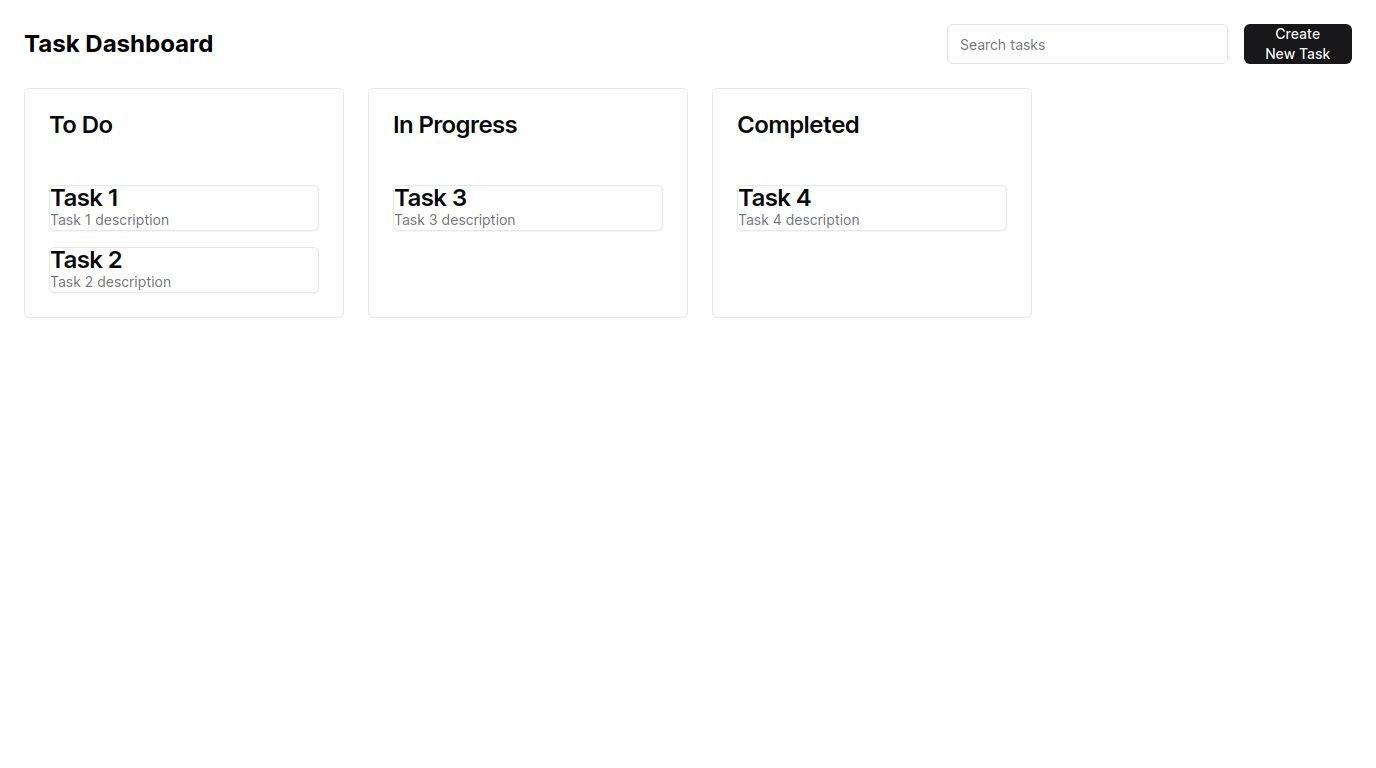 Task Dashboard
Search tasks
Create
New Task
To Do
Task 1
Task 1 description
Task 2
Task 2 description
In Progress
Task 3
Task 3 description
Completed
Task 4
Task 4 description